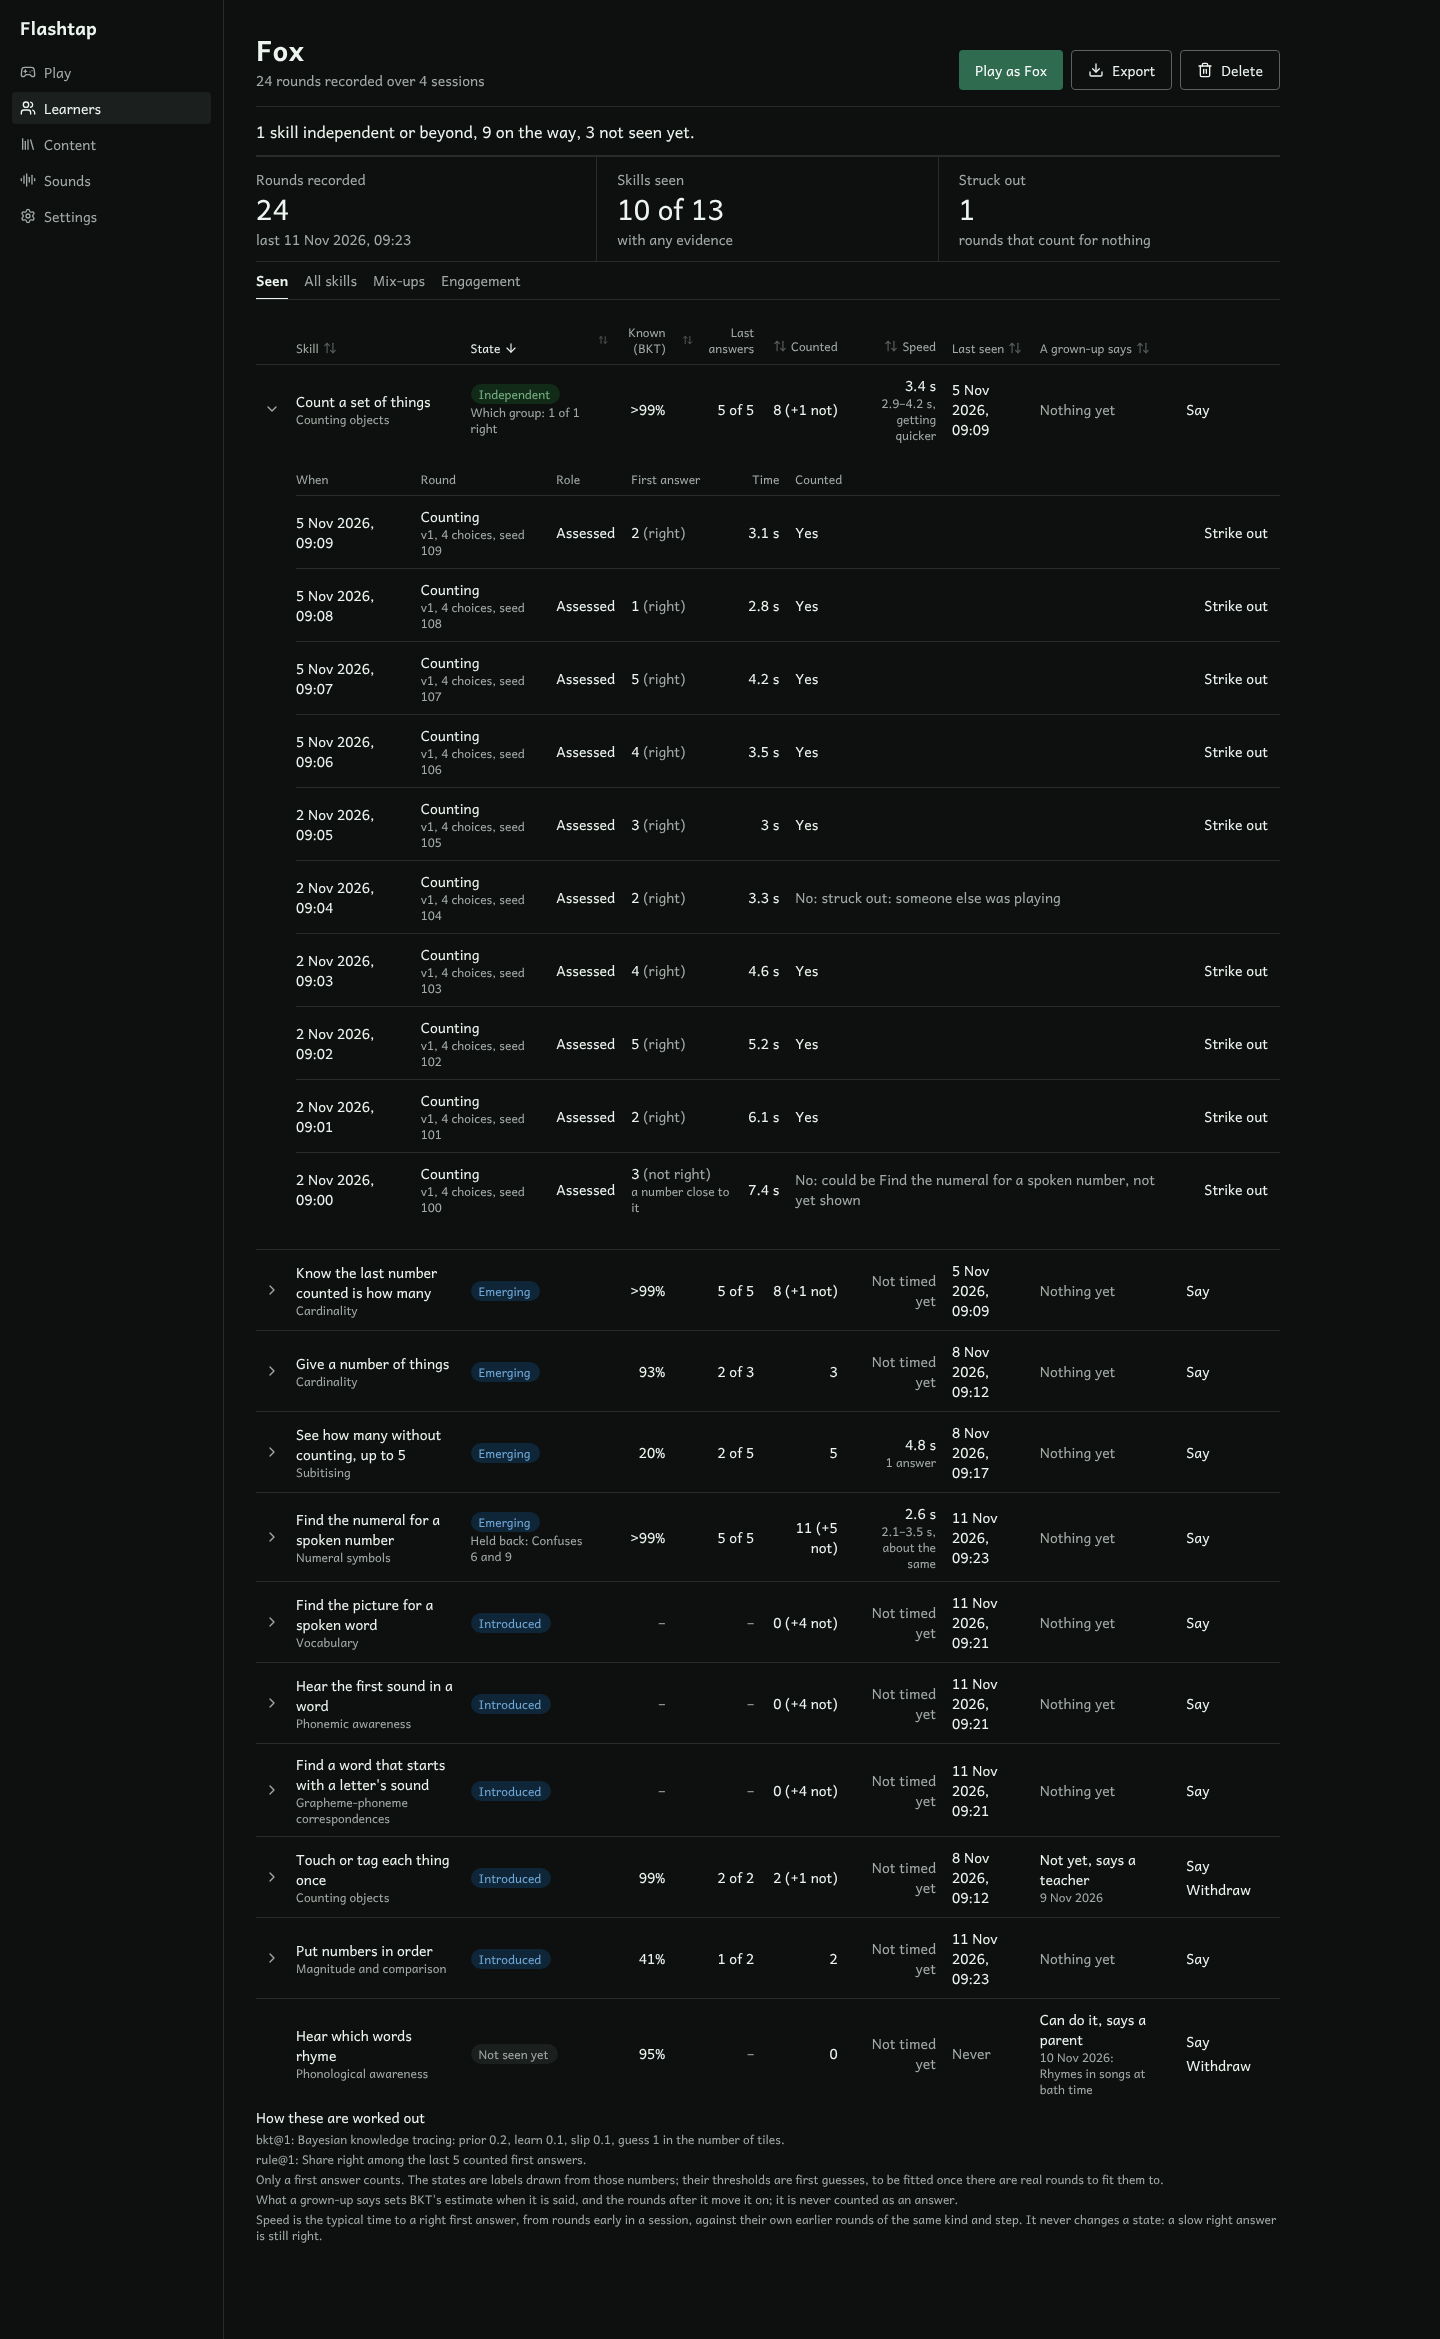 Flashtap
Play
Learners
Content
Sounds
Settings
Fox
24 rounds recorded over 4 sessions
Play as Fox
Export
Delete
1 skill independent or beyond, 9 on the way, 3 not seen yet.
Rounds recorded
24
last 11 Nov 2026, 09:23
Skills seen
10 of 13
with any evidence
Struck out
1
rounds that count for nothing
Seen
All skills
Mix-ups
Engagement
Skill
State
Known
(BKT)
Last
answers
Counted
Speed
Last seen
A grown-up says
Count a set of things
Counting objects
Independent
Which group: 1 of 1
right
>99%
5 of 5
8 (+1 not)
3.4 s
2.9–4.2 s,
getting
quicker
5 Nov
2026,
09:09
Nothing yet
Say
When
Round
Role
First answer
Time
Counted
5 Nov 2026,
09:09
Counting
v1, 4 choices, seed
109
Assessed
2 (right)
3.1 s
Yes
Strike out
5 Nov 2026,
09:08
Counting
v1, 4 choices, seed
108
Assessed
1 (right)
2.8 s
Yes
Strike out
5 Nov 2026,
09:07
Counting
v1, 4 choices, seed
107
Assessed
5 (right)
4.2 s
Yes
Strike out
5 Nov 2026,
09:06
Counting
v1, 4 choices, seed
106
Assessed
4 (right)
3.5 s
Yes
Strike out
2 Nov 2026,
09:05
Counting
v1, 4 choices, seed
105
Assessed
3 (right)
3 s
Yes
Strike out
2 Nov 2026,
09:04
Counting
v1, 4 choices, seed
104
Assessed
2 (right)
3.3 s
No: struck out: someone else was playing
2 Nov 2026,
09:03
Counting
v1, 4 choices, seed
103
Assessed
4 (right)
4.6 s
Yes
Strike out
2 Nov 2026,
09:02
Counting
v1, 4 choices, seed
102
Assessed
5 (right)
5.2 s
Yes
Strike out
2 Nov 2026,
09:01
Counting
v1, 4 choices, seed
101
Assessed
2 (right)
6.1 s
Yes
Strike out
2 Nov 2026,
09:00
Counting
v1, 4 choices, seed
100
Assessed
3 (not right)
a number close to
it
7.4 s
No: could be Find the numeral for a spoken number, not
yet shown
Strike out
Know the last number
counted is how many
Cardinality
Emerging
>99%
5 of 5
8 (+1 not)
Not timed
yet
5 Nov
2026,
09:09
Nothing yet
Say
Give a number of things
Cardinality
Emerging
93%
2 of 3
3
Not timed
yet
8 Nov
2026,
09:12
Nothing yet
Say
See how many without
counting, up to 5
Subitising
Emerging
20%
2 of 5
5
4.8 s
1 answer
8 Nov
2026,
09:17
Nothing yet
Say
Find the numeral for a
spoken number
Numeral symbols
Emerging
Held back: Confuses
6 and 9
>99%
5 of 5
11 (+5
not)
2.6 s
2.1–3.5 s,
about the
same
11 Nov
2026,
09:23
Nothing yet
Say
Find the picture for a
spoken word
Vocabulary
Introduced
–
–
0 (+4 not)
Not timed
yet
11 Nov
2026,
09:21
Nothing yet
Say
Hear the first sound in a
word
Phonemic awareness
Introduced
–
–
0 (+4 not)
Not timed
yet
11 Nov
2026,
09:21
Nothing yet
Say
Find a word that starts
with a letter's sound
Grapheme-phoneme
correspondences
Introduced
–
–
0 (+4 not)
Not timed
yet
11 Nov
2026,
09:21
Nothing yet
Say
Touch or tag each thing
once
Counting objects
Introduced
99%
2 of 2
2 (+1 not)
Not timed
yet
8 Nov
2026,
09:12
Not yet, says a
teacher
9 Nov 2026
Say
Withdraw
Put numbers in order
Magnitude and comparison
Introduced
41%
1 of 2
2
Not timed
yet
11 Nov
2026,
09:23
Nothing yet
Say
Hear which words
rhyme
Phonological awareness
Not seen yet
95%
–
0
Not timed
yet
Never
Can do it, says a
parent
10 Nov 2026:
Rhymes in songs at
bath time
Say
Withdraw
How these are worked out
bkt@1: Bayesian knowledge tracing: prior 0.2, learn 0.1, slip 0.1, guess 1 in the number of tiles.
rule@1: Share right among the last 5 counted first answers.
Only a first answer counts. The states are labels drawn from those numbers; their thresholds are first guesses, to be fitted once there are real rounds to fit them to.
What a grown-up says sets BKT's estimate when it is said, and the rounds after it move it on; it is never counted as an answer.
Speed is the typical time to a right first answer, from rounds early in a session, against their own earlier rounds of the same kind and step. It never changes a state: a slow right answer
is still right.